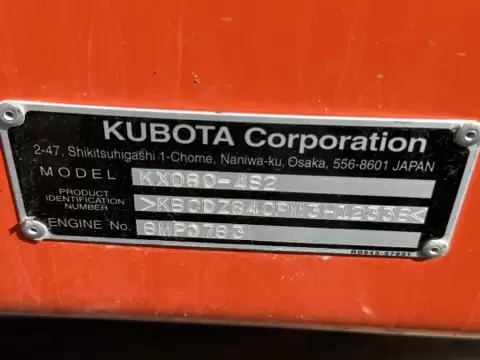 KUBOTA Corporation
2-47, Shikitsuhigashi 1-Chome, Naniwa-ku, Osaka, 556-8601 JAPAN
MODEL KX080-4S2
PRODUCT
IDENTIFICATION
NUMBER
ENGINE No.